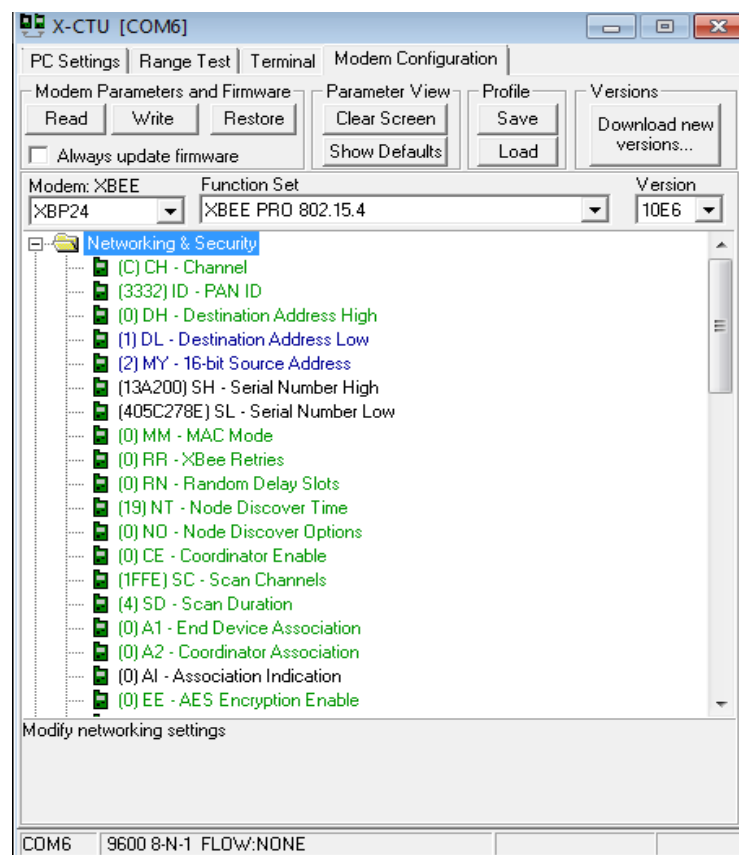 X-CTU [COM6]
PC Settings Range Test Terminal Modem Configuration
Modem Parameters and Firmware Parameter View Profile Versions
Read Write Restore Clear Screen Save Download new versions...
Always update firmware Show Defaults Load
Modem: XBEE Function Set Version
XBP24 XBEE PRO 802.15.4 10E6
Networking & Security
(C) CH - Channel
(3332) ID - PAN ID
(0) DH - Destination Address High
(1) DL - Destination Address Low
(2) MY - 16-bit Source Address
(13A200) SH - Serial Number High
(405C278E) SL - Serial Number Low
(0) MM - MAC Mode
(0) RR - XBee Retries
(0) RN - Random Delay Slots
(19) NT - Node Discover Time
(0) NO - Node Discover Options
(0) CE - Coordinator Enable
(1FFE) SC - Scan Channels
(4) SD - Scan Duration
(0) A1 - End Device Association
(0) A2 - Coordinator Association
(0) AI - Association Indication
(0) EE - AES Encryption Enable
Modify networking settings
COM6 9600 8-N-1 FLOW:NONE